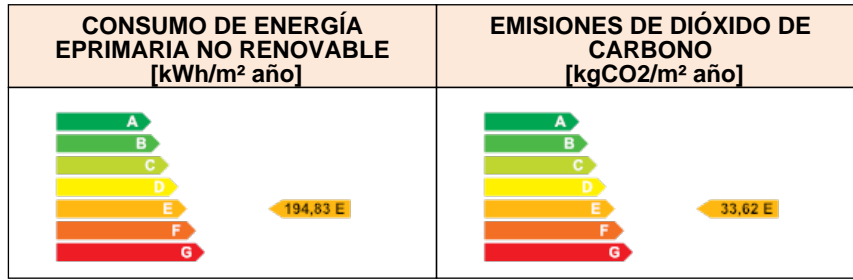 CONSUMO DE ENERGÍA
EPRIMARIA NO RENOVABLE
[kWh/m² año]
A
B
C
D
E
194,83 E
F
G
EMISIONES DE DIÓXIDO DE
CARBONO
[kgCO2/m² año]
A
B
C
D
E
33,62 E
F
G